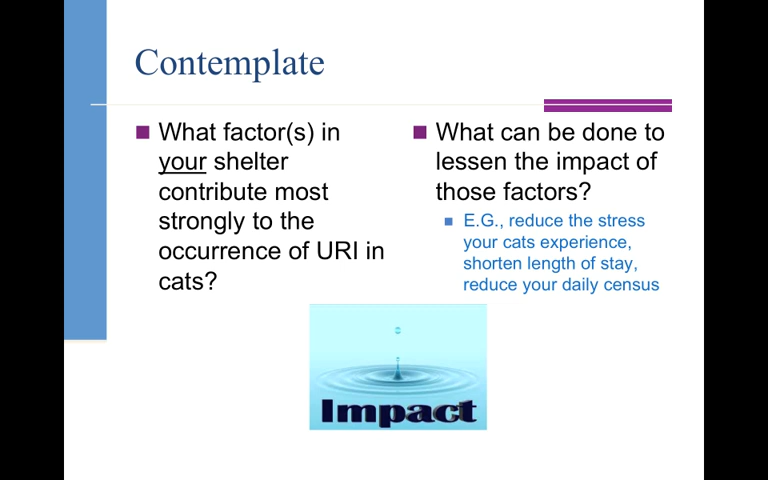 Contemplate
What factor(s) in
your shelter
contribute most
strongly to the
occurrence of URI in
cats?
What can be done to
lessen the impact of
those factors?
E.G., reduce the stress
your cats experience,
shorten length of stay,
reduce your daily census
Impact